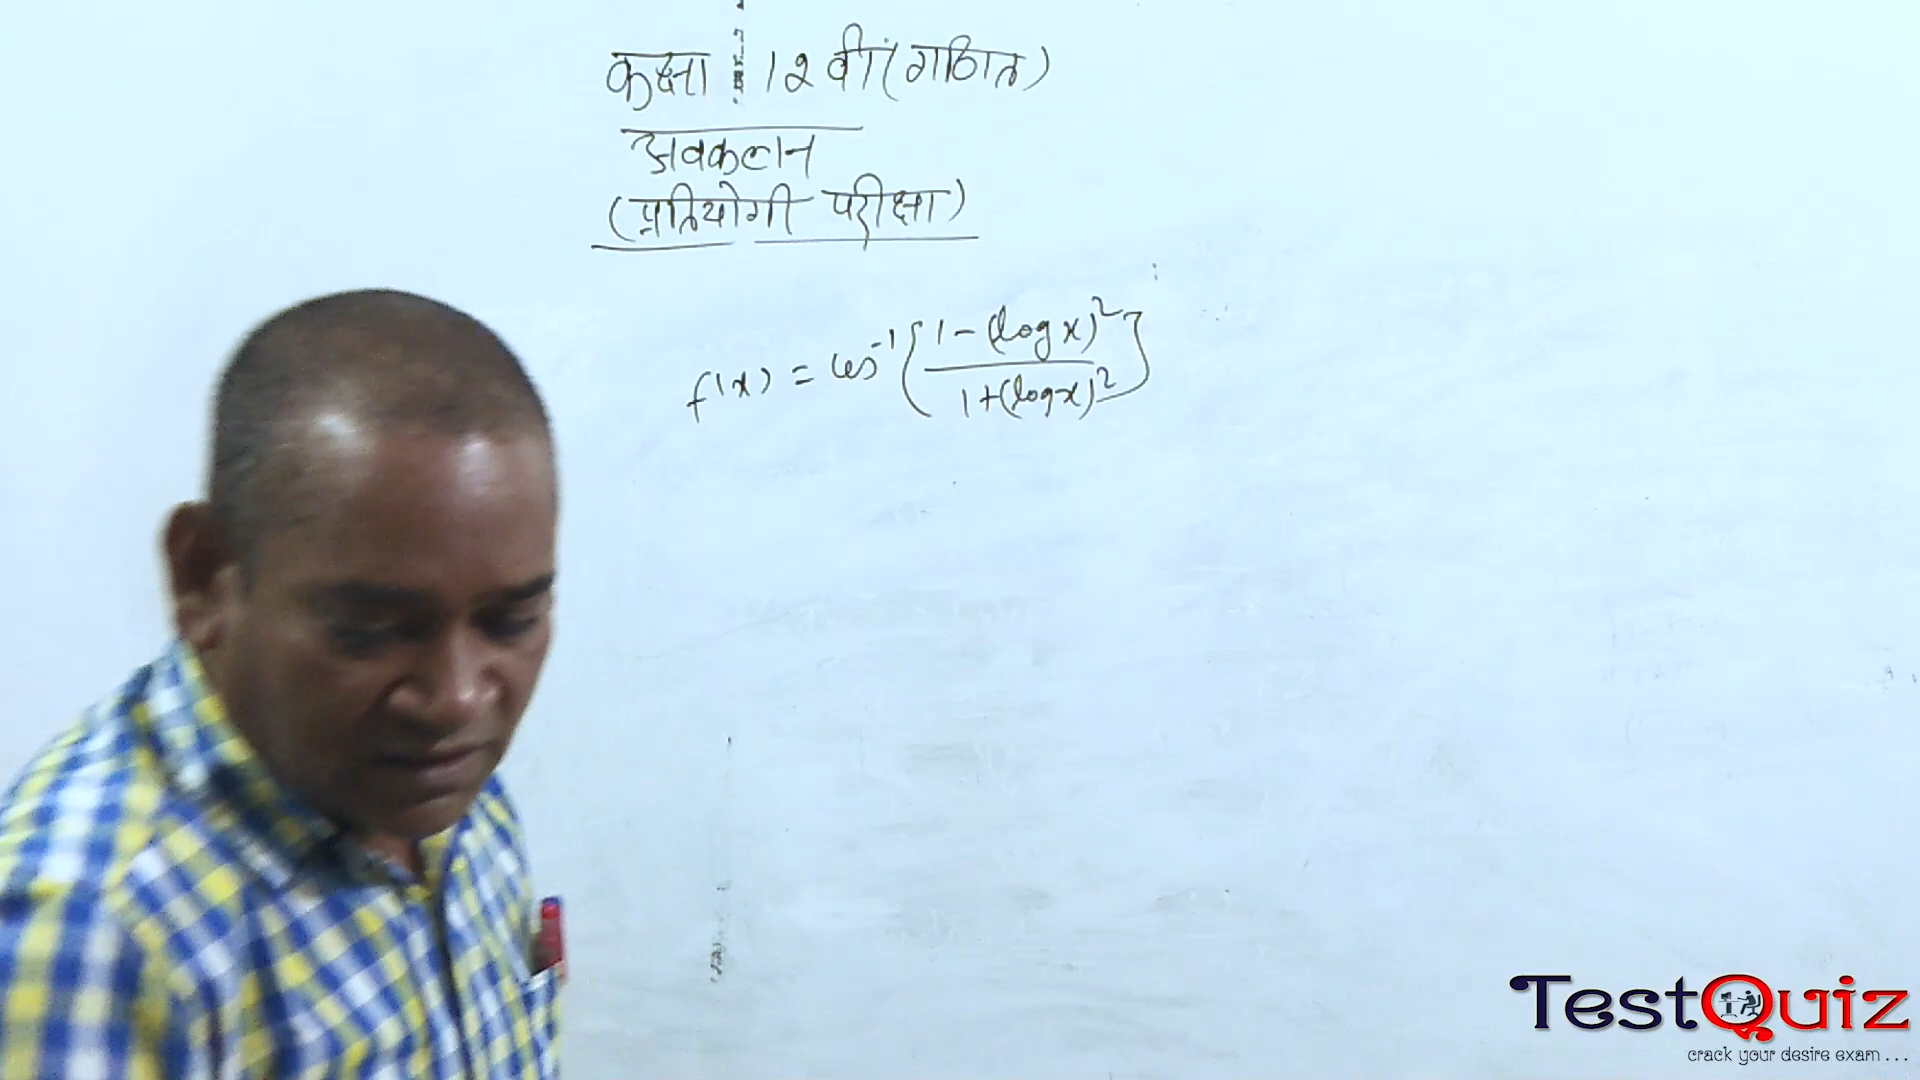 कक्षा 12 वीं (गणित)
अवकलन
(प्रतियोगी परीक्षा)
f(x) = cos⁻¹ [ (1-(log x)²) / (1+(log x)²) ]
TestQuiz
crack your desire exam ...